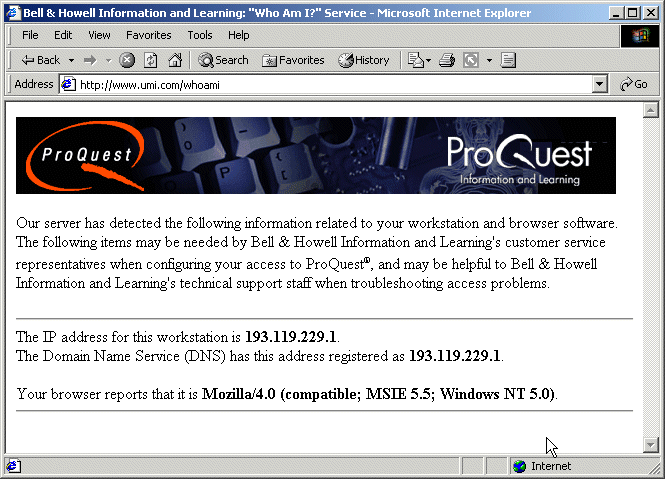 Bell & Howell Information and Learning: "Who Am I?" Service - Microsoft Internet Explorer
File Edit View Favorites Tools Help
Back Search Favorites History
Address http://www.umi.com/whoami Go
ProQuest
ProQuest
Information and Learning
Our server has detected the following information related to your workstation and browser software.
The following items may be needed by Bell & Howell Information and Learning's customer service
representatives when configuring your access to ProQuest®, and may be helpful to Bell & Howell
Information and Learning's technical support staff when troubleshooting access problems.
The IP address for this workstation is 193.119.229.1.
The Domain Name Service (DNS) has this address registered as 193.119.229.1.
Your browser reports that it is Mozilla/4.0 (compatible; MSIE 5.5; Windows NT 5.0).
Internet